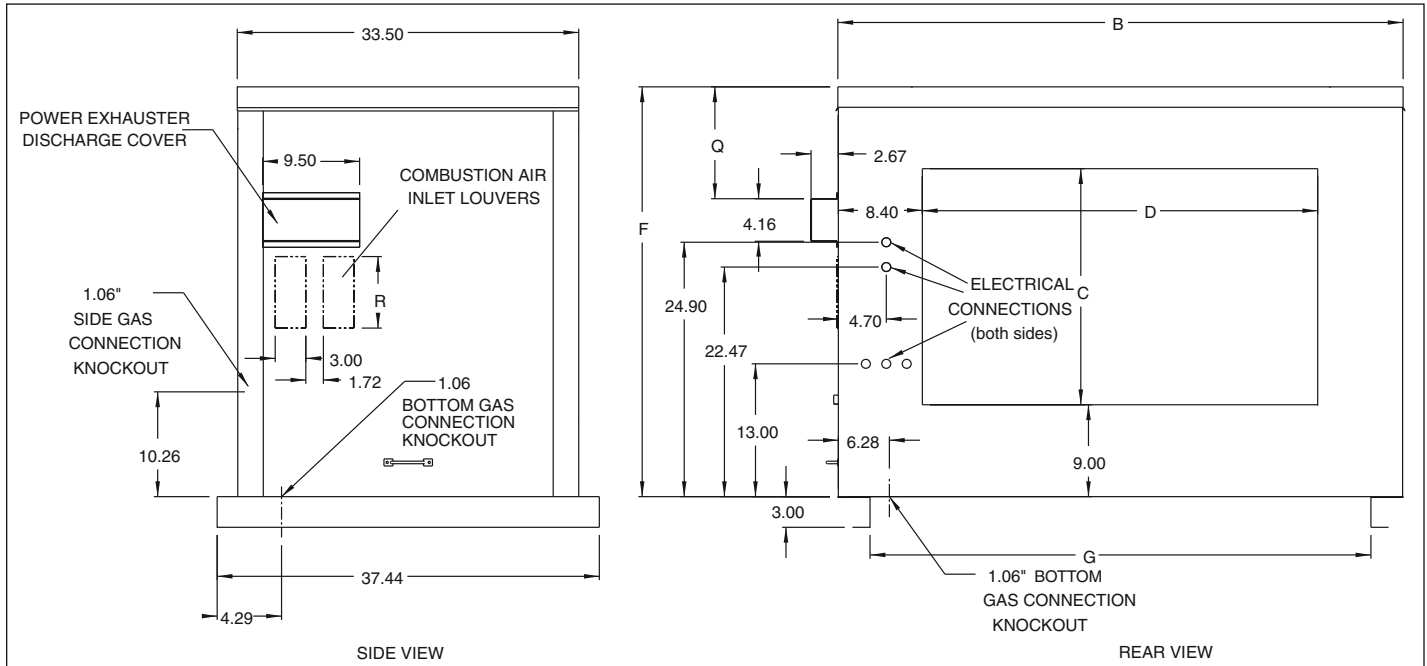 33.50
POWER EXHAUSTER
DISCHARGE COVER
9.50
COMBUSTION AIR
INLET LOUVERS
R
1.06"
SIDE GAS
CONNECTION
KNOCKOUT
3.00
1.72
1.06
BOTTOM GAS
CONNECTION
KNOCKOUT
10.26
37.44
4.29
SIDE VIEW
B
Q
2.67
F
8.40
D
4.16
ELECTRICAL
CONNECTIONS
(both sides)
C
24.90
4.70
22.47
13.00
6.28
9.00
3.00
G
1.06" BOTTOM
GAS CONNECTION
KNOCKOUT
REAR VIEW